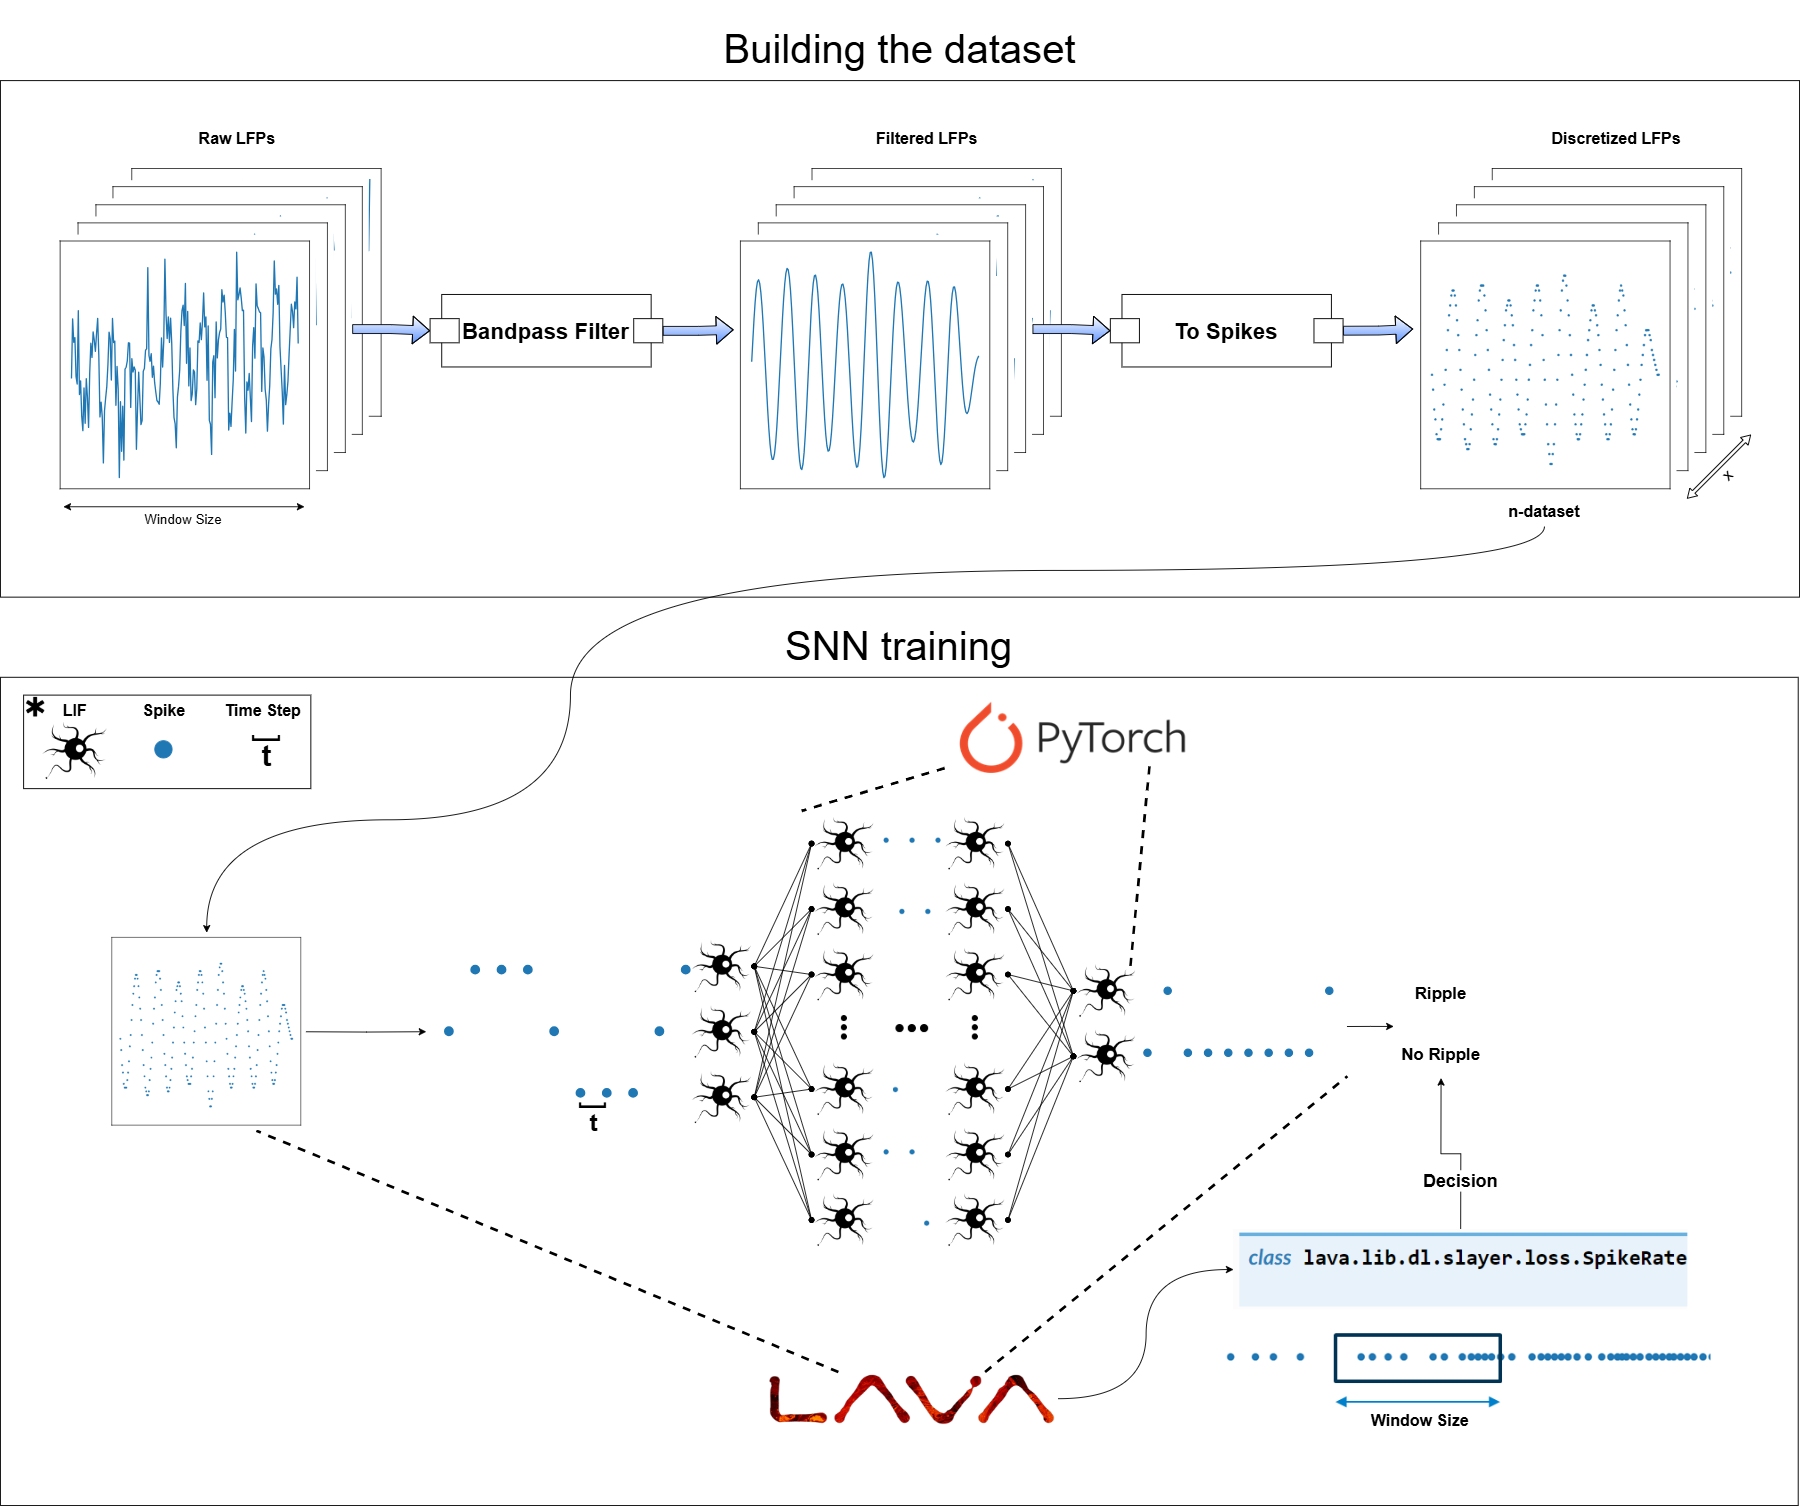 Building the dataset
Raw LFPs
Filtered LFPs
Discretized LFPs
Bandpass Filter
To Spikes
Window Size
x
n-dataset
SNN training
* LIF Spike Time Step
t
PyTorch
t
Ripple
No Ripple
Decision
class lava.lib.dl.slayer.loss.SpikeRate
LAVA
Window Size